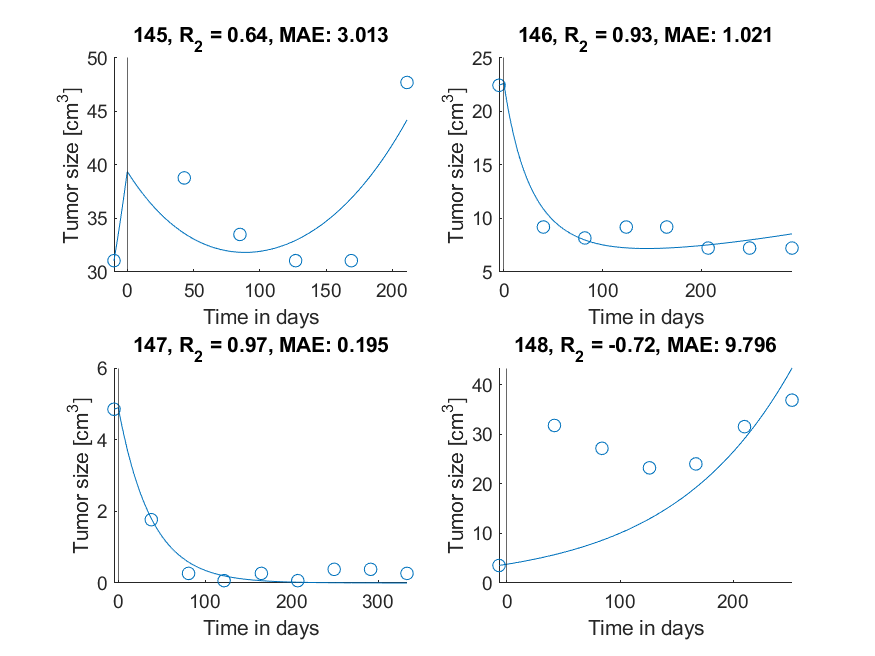 145, R2 = 0.64, MAE: 3.013
50
45
40
35
30
Tumor size [cm3]
0
50
100
150
200
Time in days
146, R2 = 0.93, MAE: 1.021
25
20
15
10
5
Tumor size [cm3]
0
100
200
Time in days
147, R2 = 0.97, MAE: 0.195
6
4
2
0
Tumor size [cm3]
0
100
200
300
Time in days
148, R2 = -0.72, MAE: 9.796
40
30
20
10
0
Tumor size [cm3]
0
100
200
Time in days